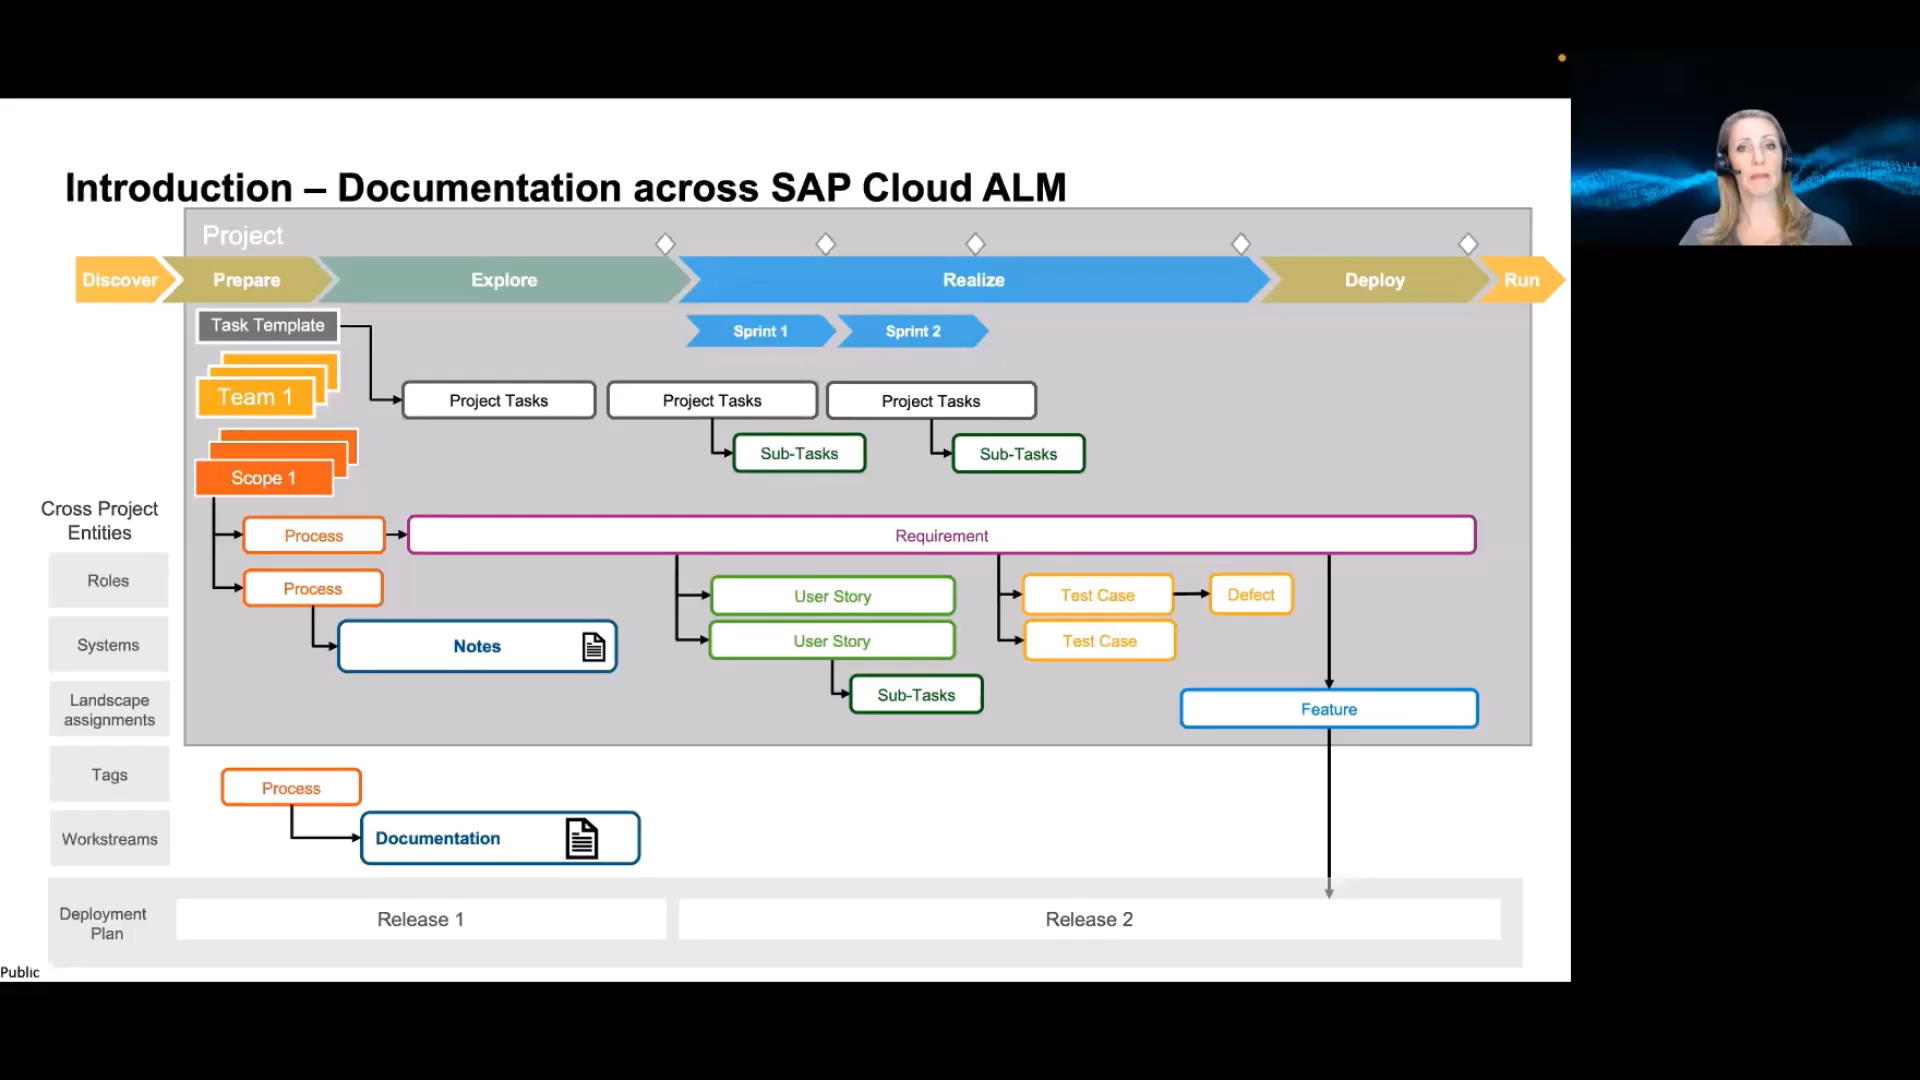 Introduction – Documentation across SAP Cloud ALM
Project
Discover
Prepare
Explore
Realize
Deploy
Run
Task Template
Sprint 1
Sprint 2
Team 1
Project Tasks
Project Tasks
Project Tasks
Sub-Tasks
Sub-Tasks
Scope 1
Cross Project
Entities
Process
Requirement
Roles
Process
User Story
Test Case
Defect
Systems
Notes
User Story
Test Case
Landscape
assignments
Sub-Tasks
Feature
Tags
Process
Workstreams
Documentation
Deployment
Plan
Release 1
Release 2
Public